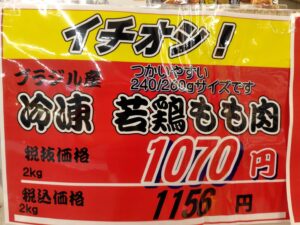 イチオシ!
ブラジル産
つかいやすい
240/260gサイズです
冷凍 若鶏もも肉
税抜価格
2kg
1070円
税込価格
2kg
1156円